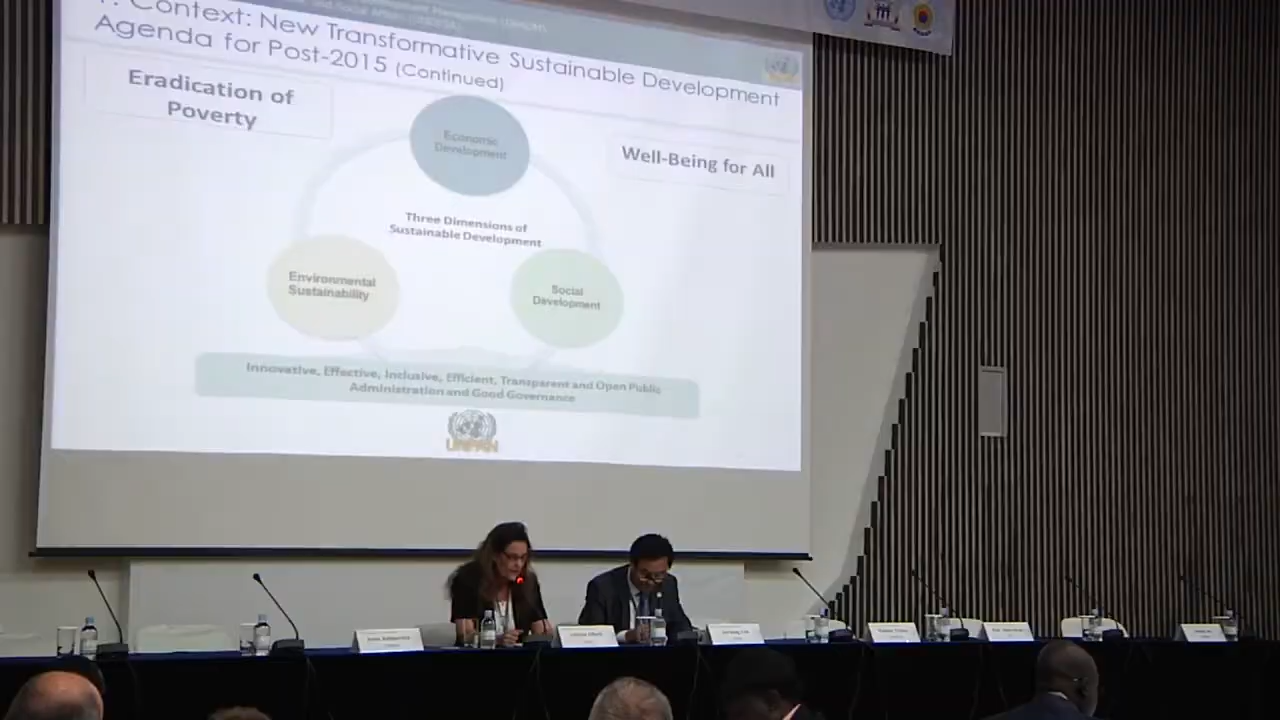 Context: New Transformative Sustainable Development
Agenda for Post-2015 (Continued)
Eradication of
Poverty
Economic
Development
Well-Being for All
Three Dimensions of
Sustainable Development
Environmental
Sustainability
Social
Development
Innovative, Effective, Inclusive, Efficient, Transparent and Open Public
Administration and Good Governance
UNPAN